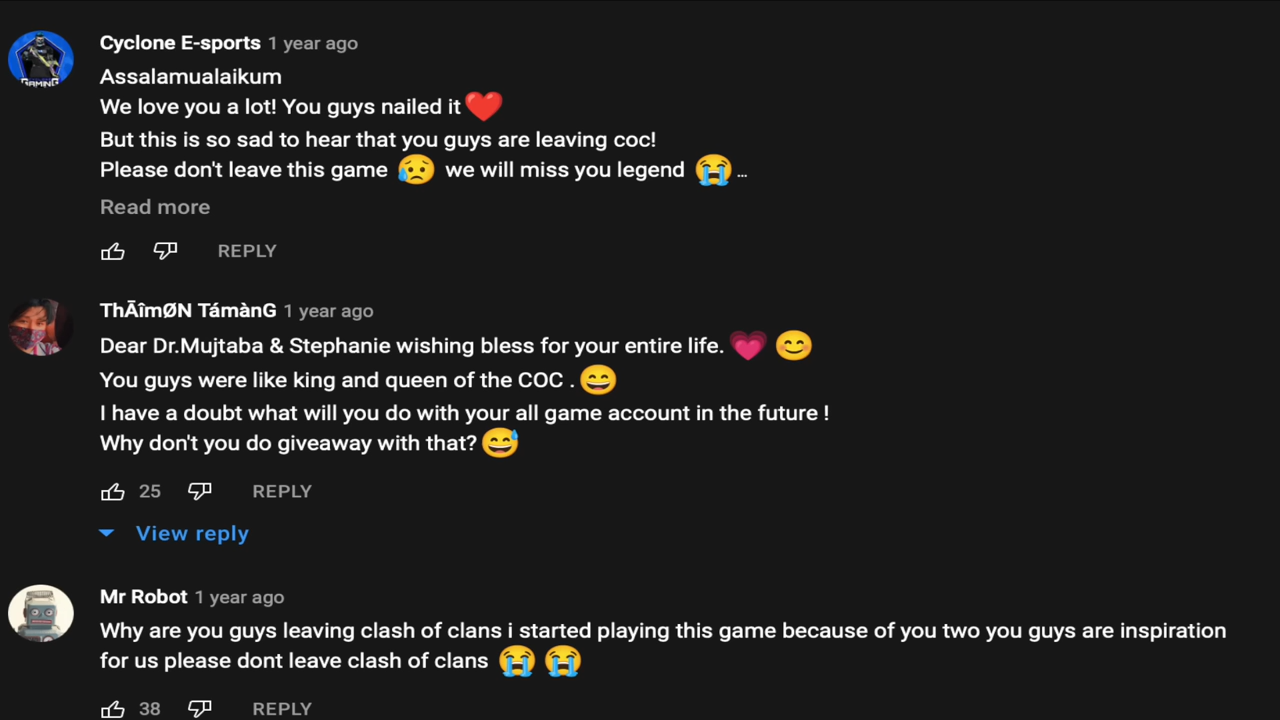 Cyclone E-sports 1 year ago
GAMING
Assalamualaikum
We love you a lot! You guys nailed it❤️
But this is so sad to hear that you guys are leaving coc!
Please don't leave this game 😥 we will miss you legend 😭 ...
Read more
REPLY
ThÃîmØN Támàng 1 year ago
Dear Dr.Mujtaba & Stephanie wishing bless for your entire life.💗 😊
You guys were like king and queen of the COC .😄
I have a doubt what will you do with your all game account in the future !
Why don't you do giveaway with that?😅
25 REPLY
View reply
Mr Robot 1 year ago
Why are you guys leaving clash of clans i started playing this game because of you two you guys are inspiration
for us please dont leave clash of clans 😭 😭
38 REPLY